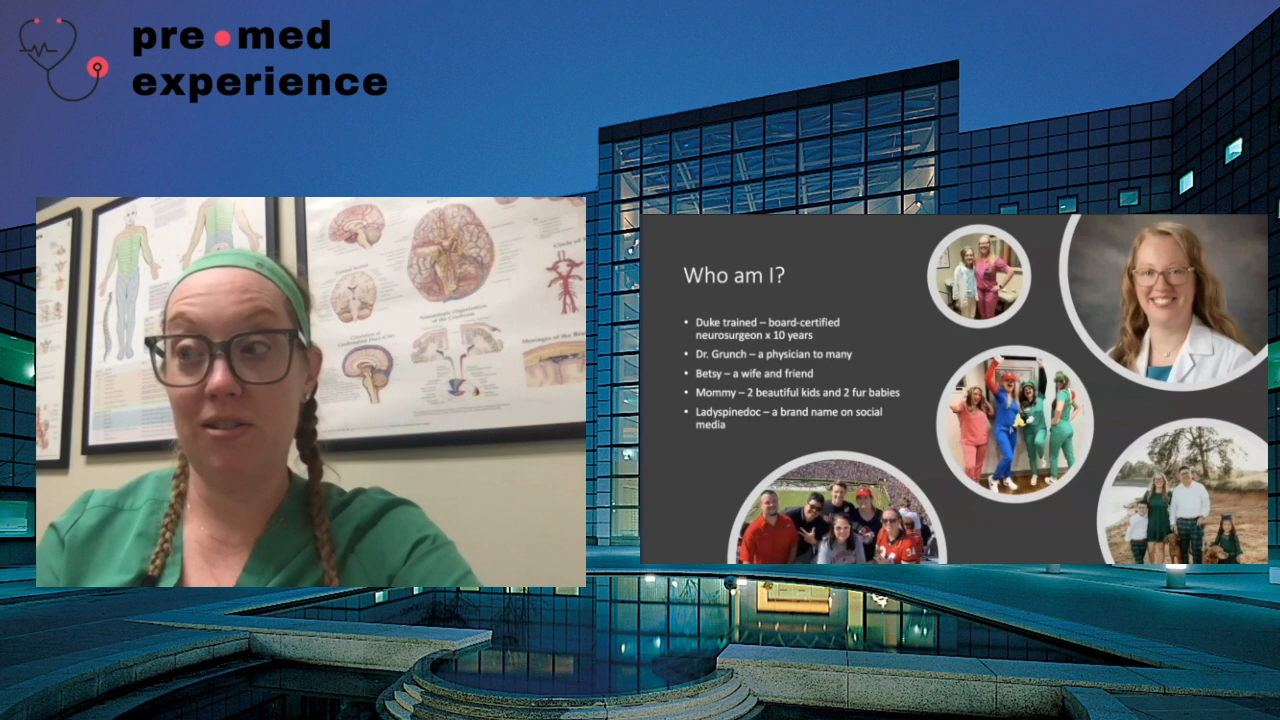 pre med
experience
Who am I?
• Duke trained – board-certified
neurosurgeon x 10 years
• Dr. Grunch – a physician to many
• Betsy – a wife and friend
• Mommy – 2 beautiful kids and 2 fur babies
• Ladyspinedoc – a brand name on social
media